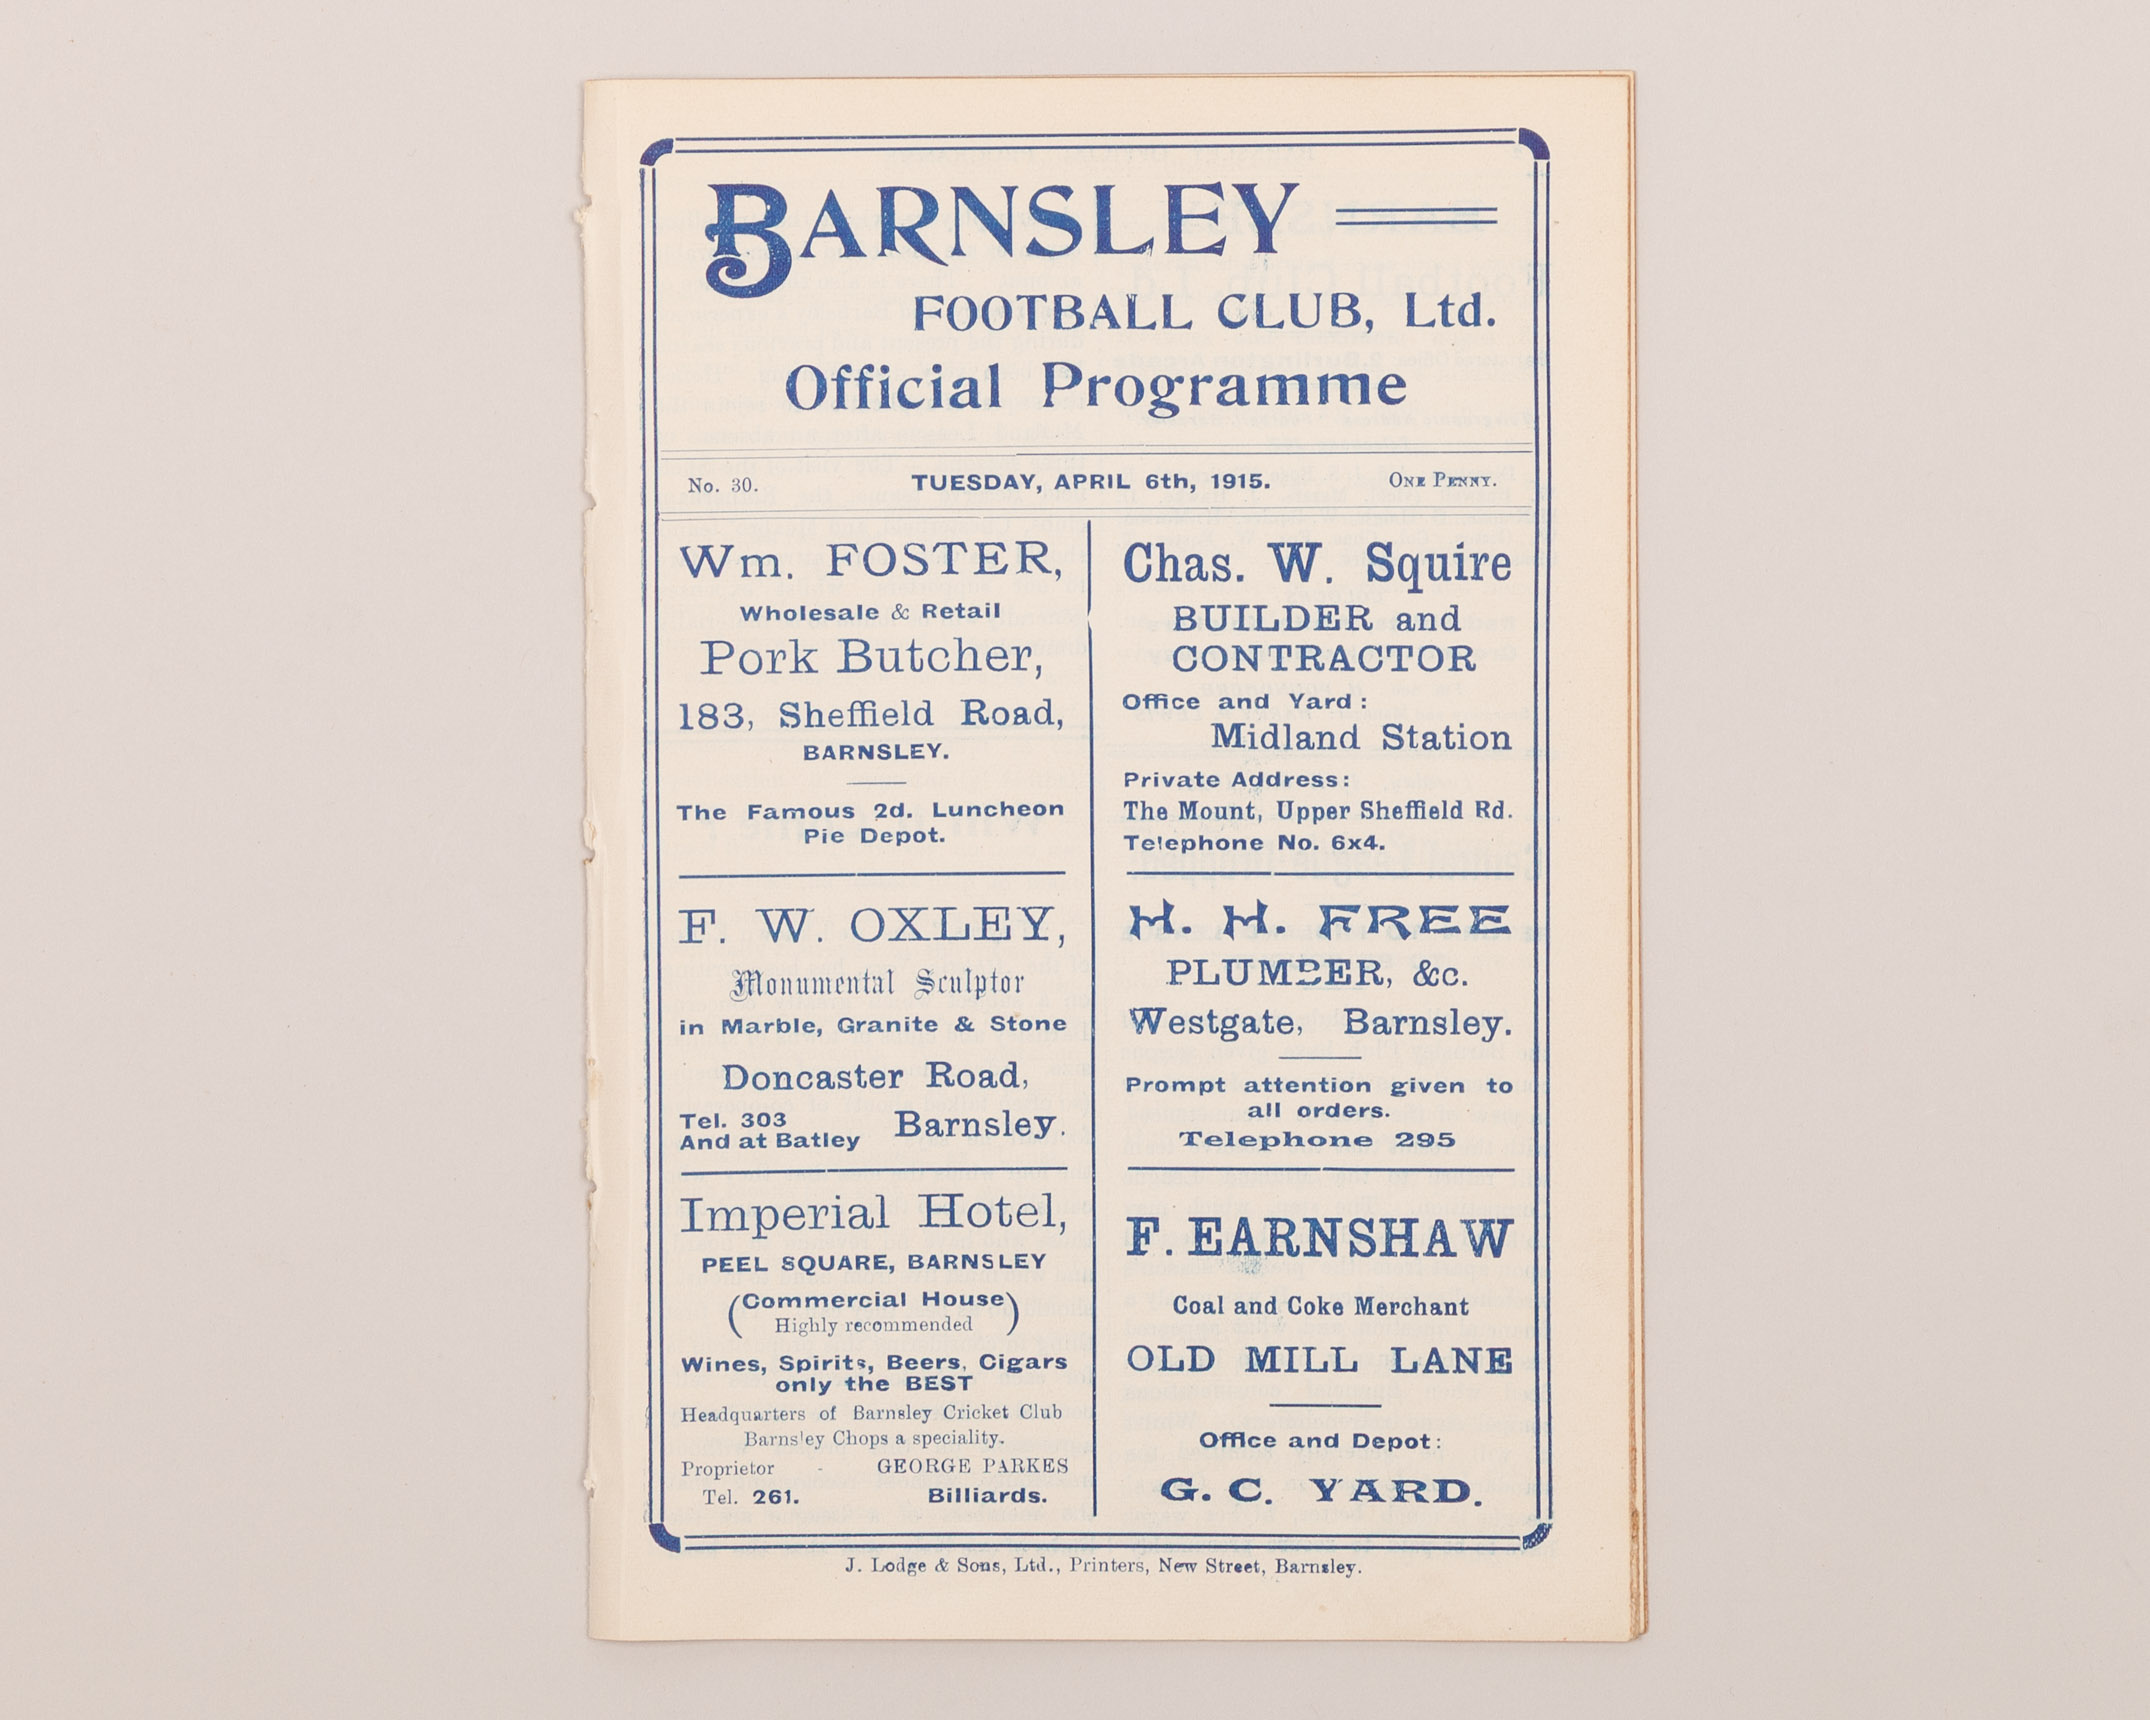 BARNSLEY
FOOTBALL CLUB, Ltd.
Official Programme
No. 30. TUESDAY, APRIL 6th, 1915. ONE PENNY.
Wm. FOSTER,
Wholesale & Retail
Pork Butcher,
183, Sheffield Road,
BARNSLEY.
The Famous 2d. Luncheon
Pie Depot.
F. W. OXLEY,
Monumental Sculptor
in Marble, Granite & Stone
Doncaster Road,
Tel. 303
And at Batley Barnsley.
Imperial Hotel,
PEEL SQUARE, BARNSLEY
(Commercial House)
Highly recommended
Wines, Spirits, Beers, Cigars
only the BEST
Headquarters of Barnsley Cricket Club
Barnsley Chops a speciality.
Proprietor - GEORGE PARKES
Tel. 261. Billiards.
Chas. W. Squire
BUILDER and
CONTRACTOR
Office and Yard:
Midland Station
Private Address:
The Mount, Upper Sheffield Rd.
Telephone No. 6x4.
H. H. FREE
PLUMBER, &c.
Westgate, Barnsley.
Prompt attention given to
all orders.
Telephone 295
F. EARNSHAW
Coal and Coke Merchant
OLD MILL LANE
Office and Depot:
G. C. YARD.
J. Lodge & Sons, Ltd., Printers, New Street, Barnsley.